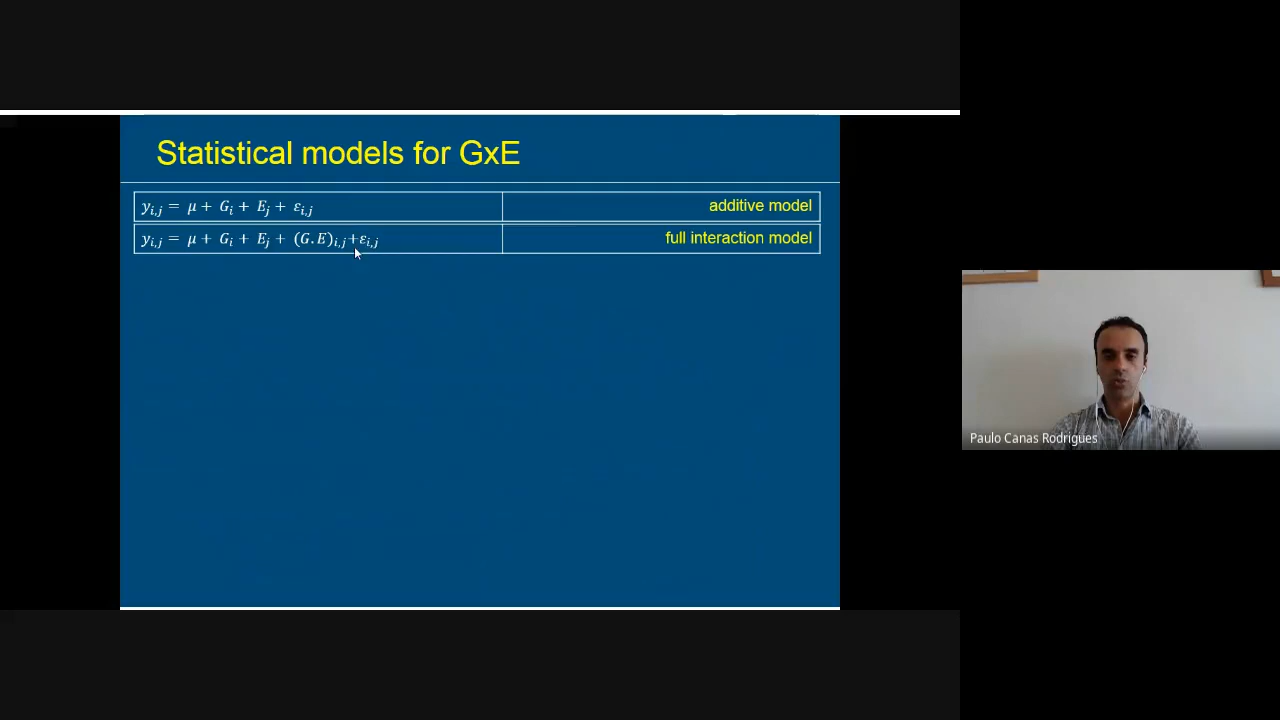 Statistical models for GxE
y_{i,j} = μ + G_i + E_j + ε_{i,j} additive model
y_{i,j} = μ + G_i + E_j + (G.E)_{i,j}+ε_{i,j} full interaction model
Paulo Canas Rodrigues